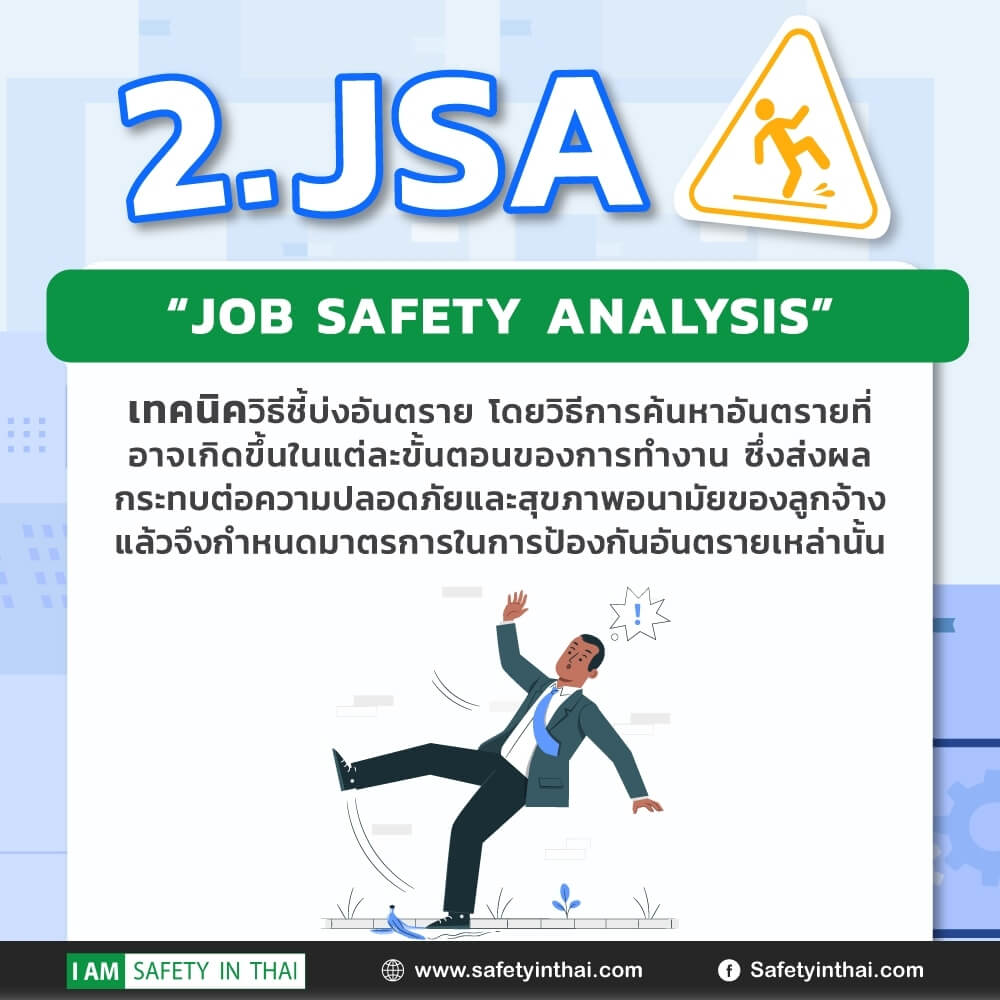 2.JSA
“JOB SAFETY ANALYSIS”
เทคนิควิธีชี้บ่งอันตราย โดยวิธีการค้นหาอันตรายที่
อาจเกิดขึ้นในแต่ละขั้นตอนของการทำงาน ซึ่งส่งผล
กระทบต่อความปลอดภัยและสุขภาพอนามัยของลูกจ้าง
แล้วจึงกำหนดมาตรการในการป้องกันอันตรายเหล่านั้น
!
I AM SAFETY IN THAI
www.safetyinthai.com
f Safetyinthai.com